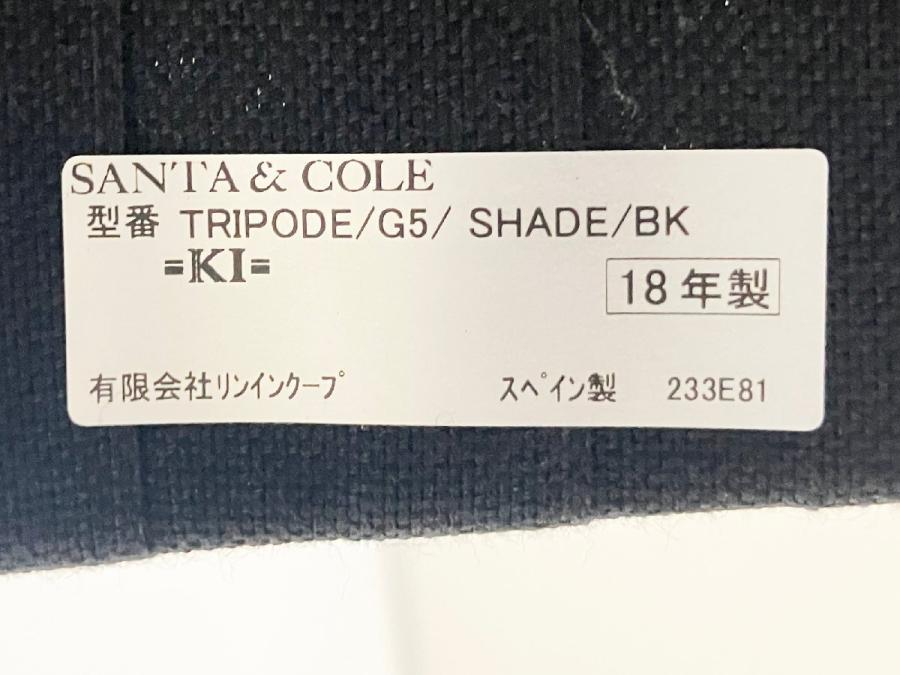 SANTA & COLE
型番 TRIPODE/G5/ SHADE/BK
=KI=
18年製
有限会社リンインクープ
スペイン製 233E81